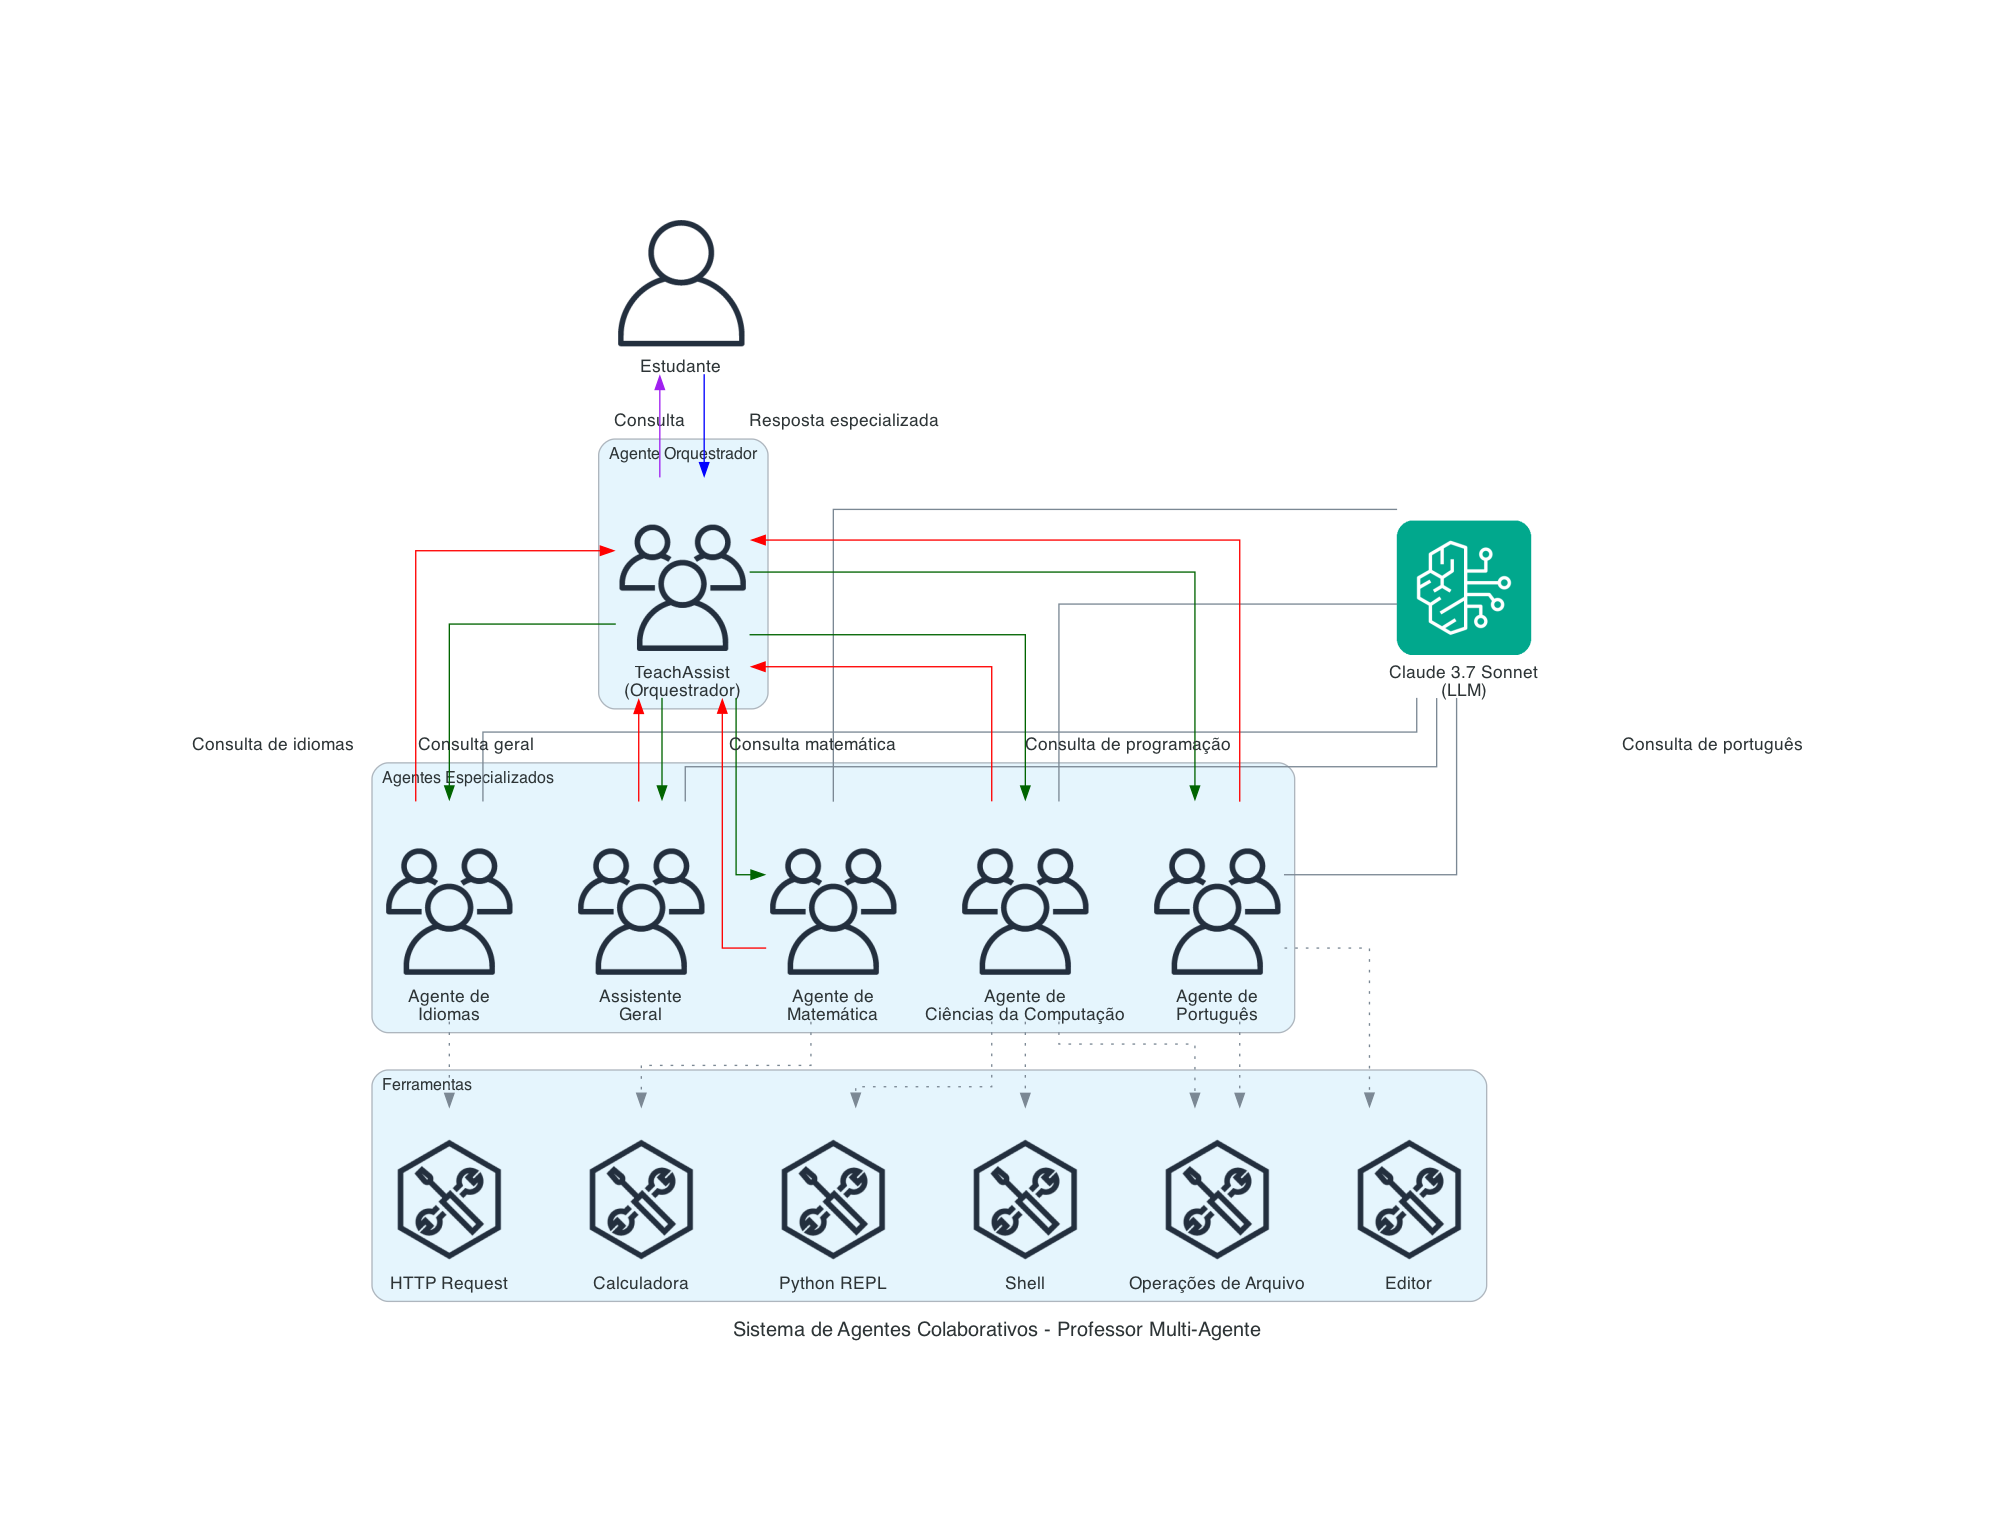 Estudante
Consulta
Resposta especializada
Agente Orquestrador
TeachAssist
(Orquestrador)
Claude 3.7 Sonnet
(LLM)
Consulta de idiomas
Consulta geral
Consulta matemática
Consulta de programação
Consulta de português
Agentes Especializados
Agente de
Idiomas
Assistente
Geral
Agente de
Matemática
Agente de
Ciências da Computação
Agente de
Português
Ferramentas
HTTP Request
Calculadora
Python REPL
Shell
Operações de Arquivo
Editor
Sistema de Agentes Colaborativos - Professor Multi-Agente